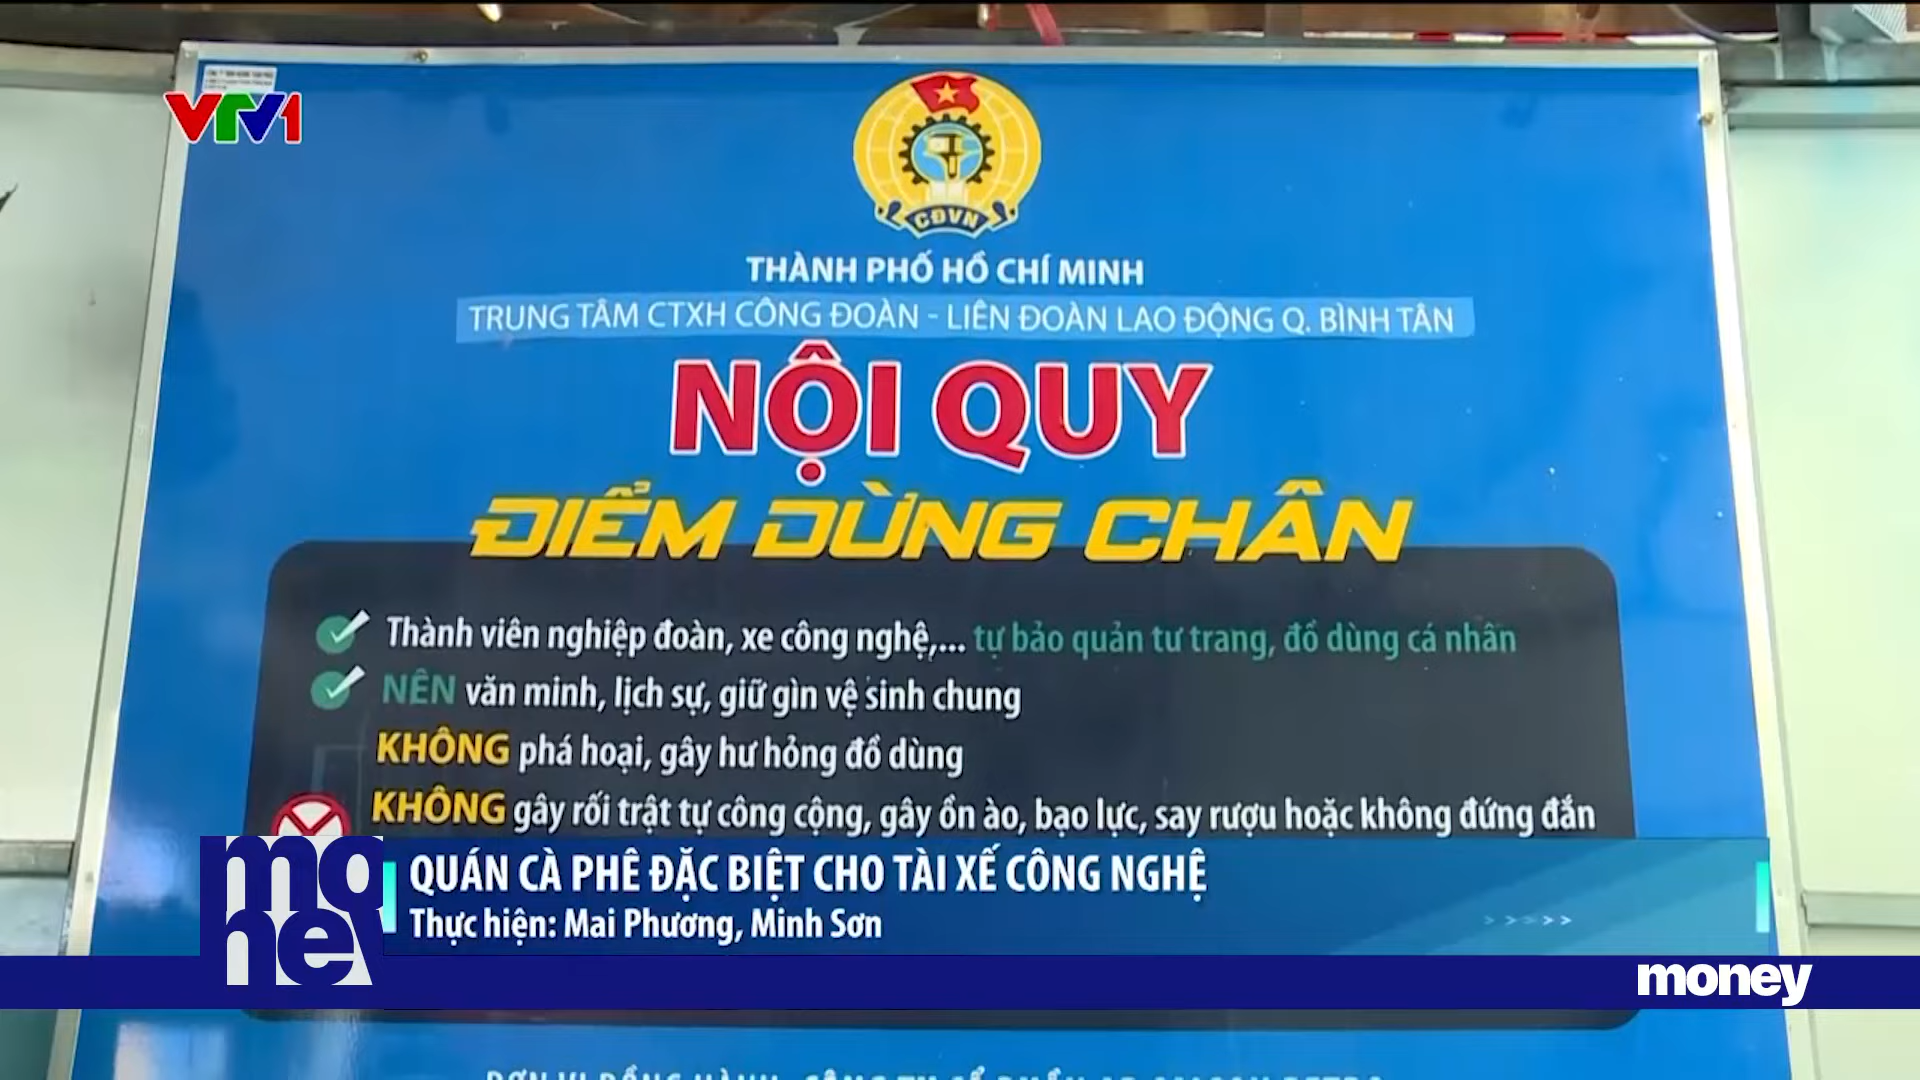 VTV1
CĐVN
THÀNH PHỐ HỒ CHÍ MINH
TRUNG TÂM CTXH CÔNG ĐOÀN - LIÊN ĐOÀN LAO ĐỘNG Q. BÌNH TÂN
NỘI QUY
ĐIỂM DỪNG CHÂN
Thành viên nghiệp đoàn, xe công nghệ,... tự bảo quản tư trang, đồ dùng cá nhân
NÊN văn minh, lịch sự, giữ gìn vệ sinh chung
KHÔNG phá hoại, gây hư hỏng đồ dùng
KHÔNG gây rối trật tự công cộng, gây ồn ào, bạo lực, say rượu hoặc không đứng đắn
QUÁN CÀ PHÊ ĐẶC BIỆT CHO TÀI XẾ CÔNG NGHỆ
Thực hiện: Mai Phương, Minh Sơn
money
money